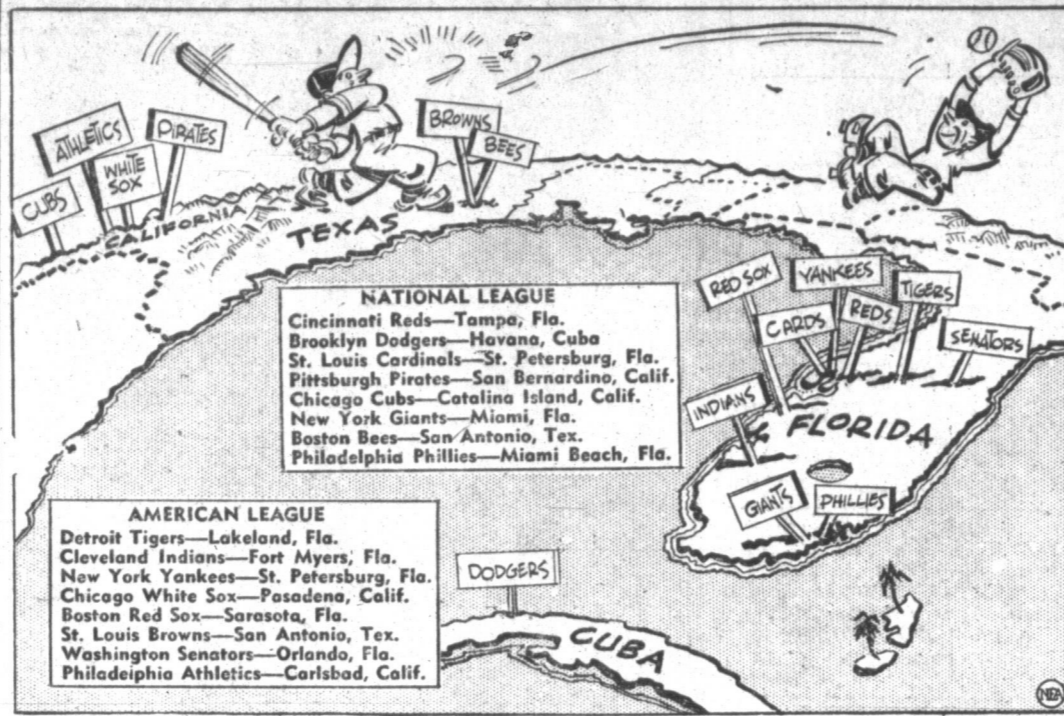 ATHLETICS
PIRATES
WHITE
SOX
CUBS
BROWNS
BEES
CALIFORNIA
TEXAS
RED SOX
YANKEES
TIGERS
CARDS
REDS
SENATORS
INDIANS
FLORIDA
GIANTS
PHILLIES
NATIONAL LEAGUE
Cincinnati Reds—Tampa, Fla.
Brooklyn Dodgers—Havana, Cuba
St. Louis Cardinals—St. Petersburg, Fla.
Pittsburgh Pirates—San Bernardino, Calif.
Chicago Cubs—Catalina Island, Calif.
New York Giants—Miami, Fla.
Boston Bees—San Antonio, Tex.
Philadelphia Phillies—Miami Beach, Fla.
AMERICAN LEAGUE
Detroit Tigers—Lakeland, Fla.
Cleveland Indians—Fort Myers, Fla.
New York Yankees—St. Petersburg, Fla.
Chicago White Sox—Pasadena, Calif.
Boston Red Sox—Sarasota, Fla.
St. Louis Browns—San Antonio, Tex.
Washington Senators—Orlando, Fla.
Philadelphia Athletics—Carlsbad, Calif.
DODGERS
CUBA
NEA